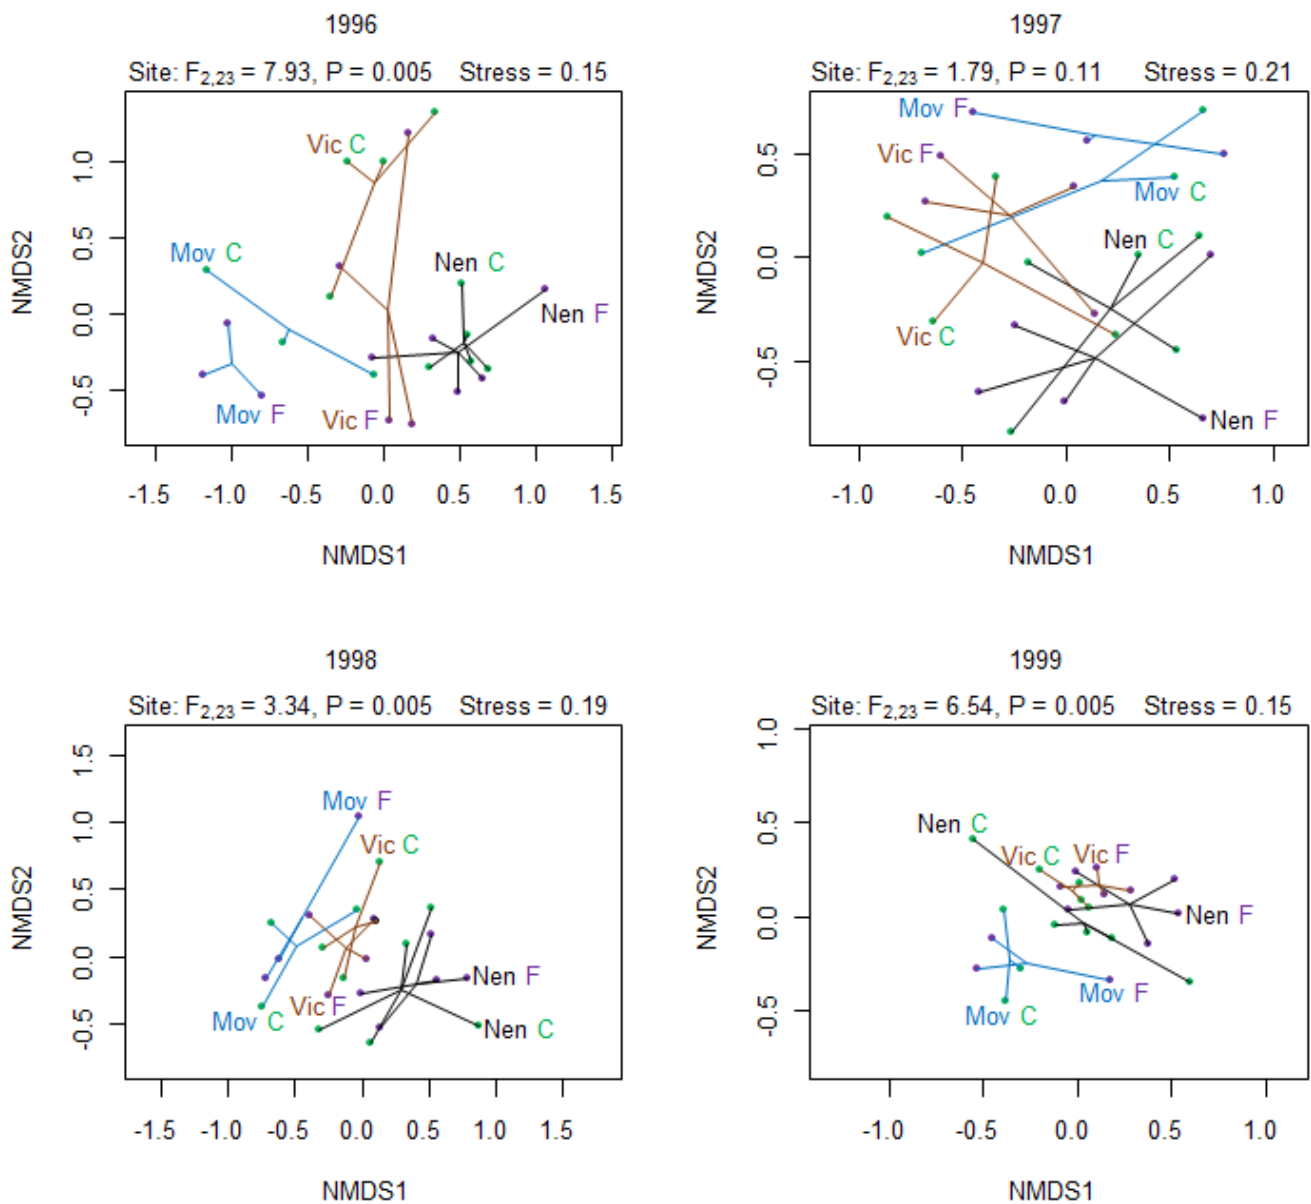 1996
Site: F2,23 = 7.93, P = 0.005 Stress = 0.15
Vic C
Mov C
Nen C
Nen F
Mov F
Vic F
NMDS2
1.0
0.5
0.0
-0.5
-1.5 -1.0 -0.5 0.0 0.5 1.0 1.5
NMDS1
1997
Site: F2,23 = 1.79, P = 0.11 Stress = 0.21
Mov F
Vic F
Mov C
Nen C
Vic C
Nen F
NMDS2
0.5
0.0
-0.5
-1.0 -0.5 0.0 0.5 1.0
NMDS1
1998
Site: F2,23 = 3.34, P = 0.005 Stress = 0.19
Mov F
Vic C
Nen F
Vic F
Mov C
Nen C
NMDS2
1.5
1.0
0.5
0.0
-0.5
-1.5 -1.0 -0.5 0.0 0.5 1.0 1.5
NMDS1
1999
Site: F2,23 = 6.54, P = 0.005 Stress = 0.15
Nen C
Vic C
Vic F
Nen F
Mov F
Mov C
NMDS2
1.0
0.5
0.0
-0.5
-1.0 -0.5 0.0 0.5 1.0
NMDS1